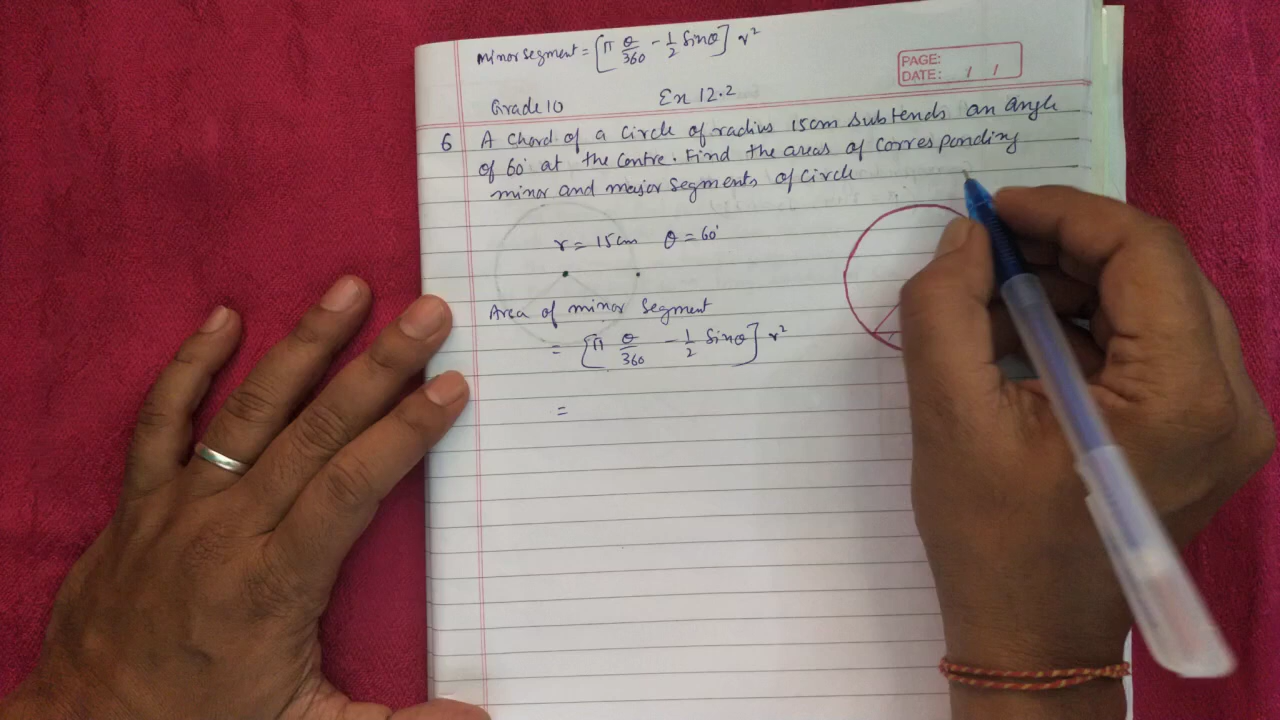 minor segment = [π θ/360 - 1/2 Sinθ] r²
PAGE:
DATE: / /
Grade 10 Ex 12.2
6 A chord of a circle of radius 15cm subtends an angle
of 60° at the centre. Find the areas of corresponding
minor and major segments of circle
r = 15cm θ = 60°
Area of minor segment
= [π θ/360 - 1/2 Sinθ] r²
=